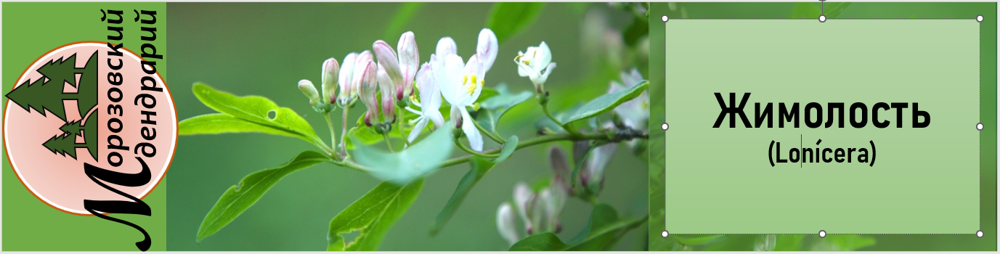 Морозовский
дендрарий
Жимолость
(Lonícera)